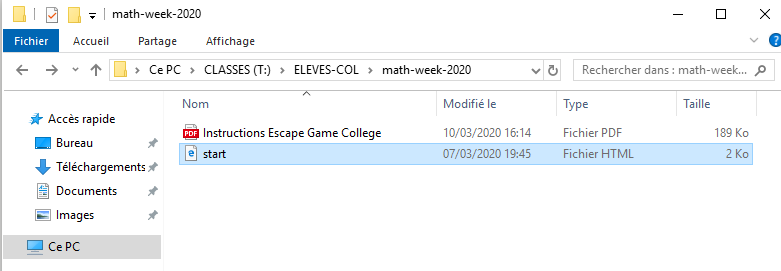 math-week-2020
Fichier Accueil Partage Affichage
Ce PC > CLASSES (T:) > ELEVES-COL > math-week-2020
Rechercher dans : math-week...
Nom Modifié le Type Taille
Accès rapide
Bureau
Téléchargements
Documents
Images
Ce PC
PDF Instructions Escape Game College 10/03/2020 16:14 Fichier PDF 189 Ko
start 07/03/2020 19:45 Fichier HTML 2 Ko